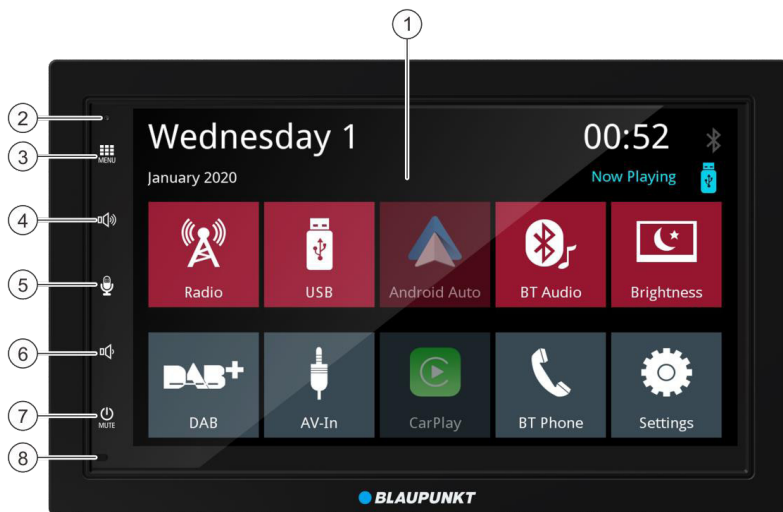 1
2
3
MENU
4
5
6
7
MUTE
8
Wednesday 1
00:52
January 2020
Now Playing
Radio
USB
Android Auto
BT Audio
Brightness
DAB+
DAB
AV-In
CarPlay
BT Phone
Settings
BLAUPUNKT